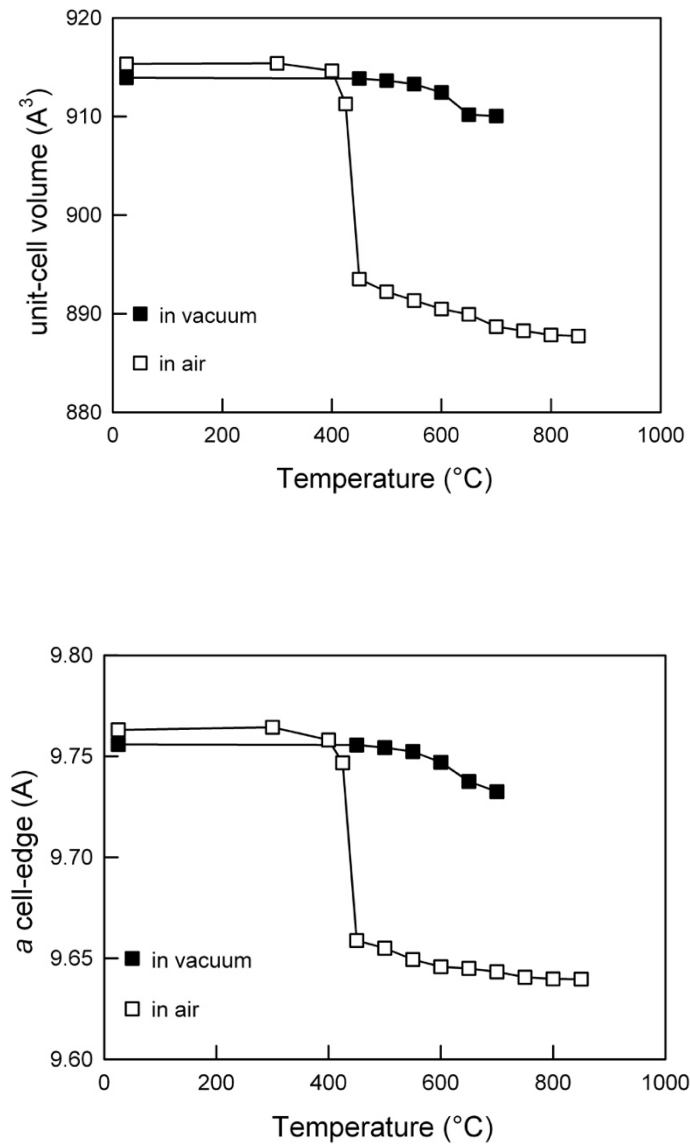 920
910
900
890
880
unit-cell volume (A³)
in vacuum
in air
0 200 400 600 800 1000
Temperature (°C)
9.80
9.75
9.70
9.65
9.60
a cell-edge (A)
in vacuum
in air
0 200 400 600 800 1000
Temperature (°C)